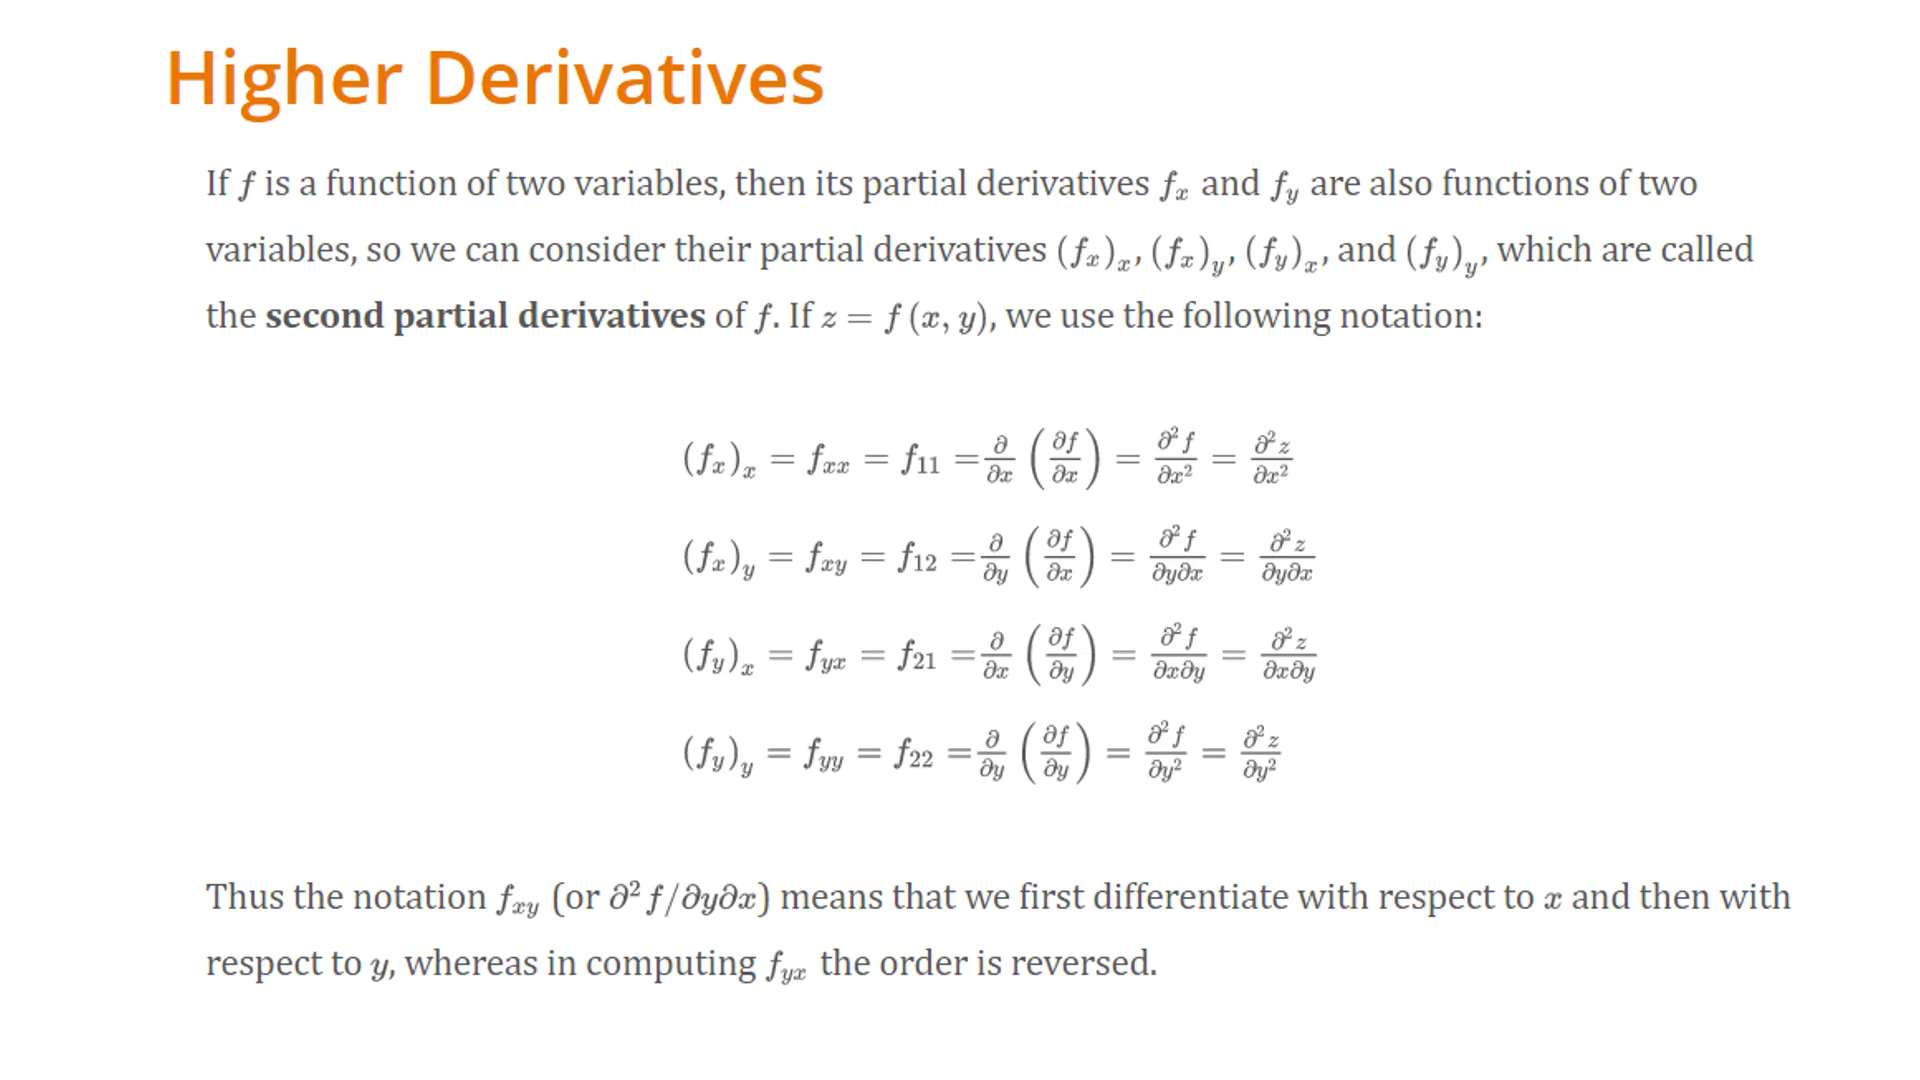 Higher Derivatives
If f is a function of two variables, then its partial derivatives f_x and f_y are also functions of two
variables, so we can consider their partial derivatives (f_x)_x, (f_x)_y, (f_y)_x, and (f_y)_y, which are called
the second partial derivatives of f. If z = f (x, y), we use the following notation:
(f_x)_x = f_xx = f_11 = ∂/∂x (∂f/∂x) = ∂²f/∂x² = ∂²z/∂x²
(f_x)_y = f_xy = f_12 = ∂/∂y (∂f/∂x) = ∂²f/∂y∂x = ∂²z/∂y∂x
(f_y)_x = f_yx = f_21 = ∂/∂x (∂f/∂y) = ∂²f/∂x∂y = ∂²z/∂x∂y
(f_y)_y = f_yy = f_22 = ∂/∂y (∂f/∂y) = ∂²f/∂y² = ∂²z/∂y²
Thus the notation f_xy (or ∂²f/∂y∂x) means that we first differentiate with respect to x and then with
respect to y, whereas in computing f_yx the order is reversed.